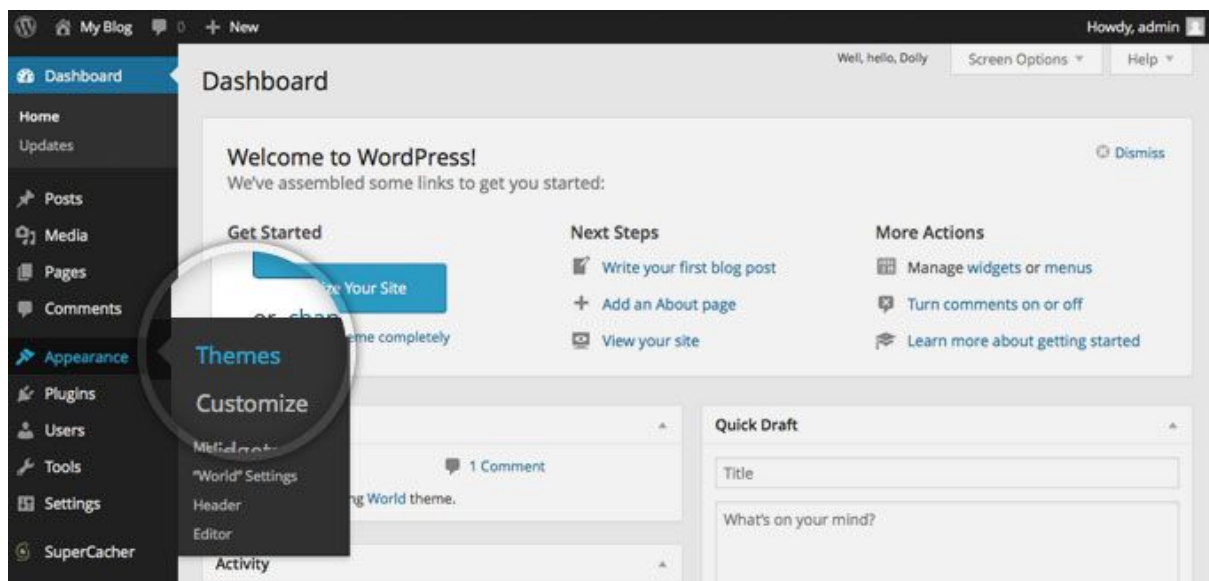 My Blog 0 + New Howdy, admin
Well, hello, Dolly Screen Options Help
Dashboard
Home
Updates
Posts
Media
Pages
Comments
Appearance
Plugins
Users
Tools
Settings
SuperCacher
Dashboard
Welcome to WordPress!
Dismiss
We've assembled some links to get you started:
Get Started
Your Site
or
completely
Next Steps
Write your first blog post
Add an About page
View your site
More Actions
Manage widgets or menus
Turn comments on or off
Learn more about getting started
Themes
Customize
"World" Settings
Header
Editor
1 Comment
World theme.
Activity
Quick Draft
Title
What's on your mind?